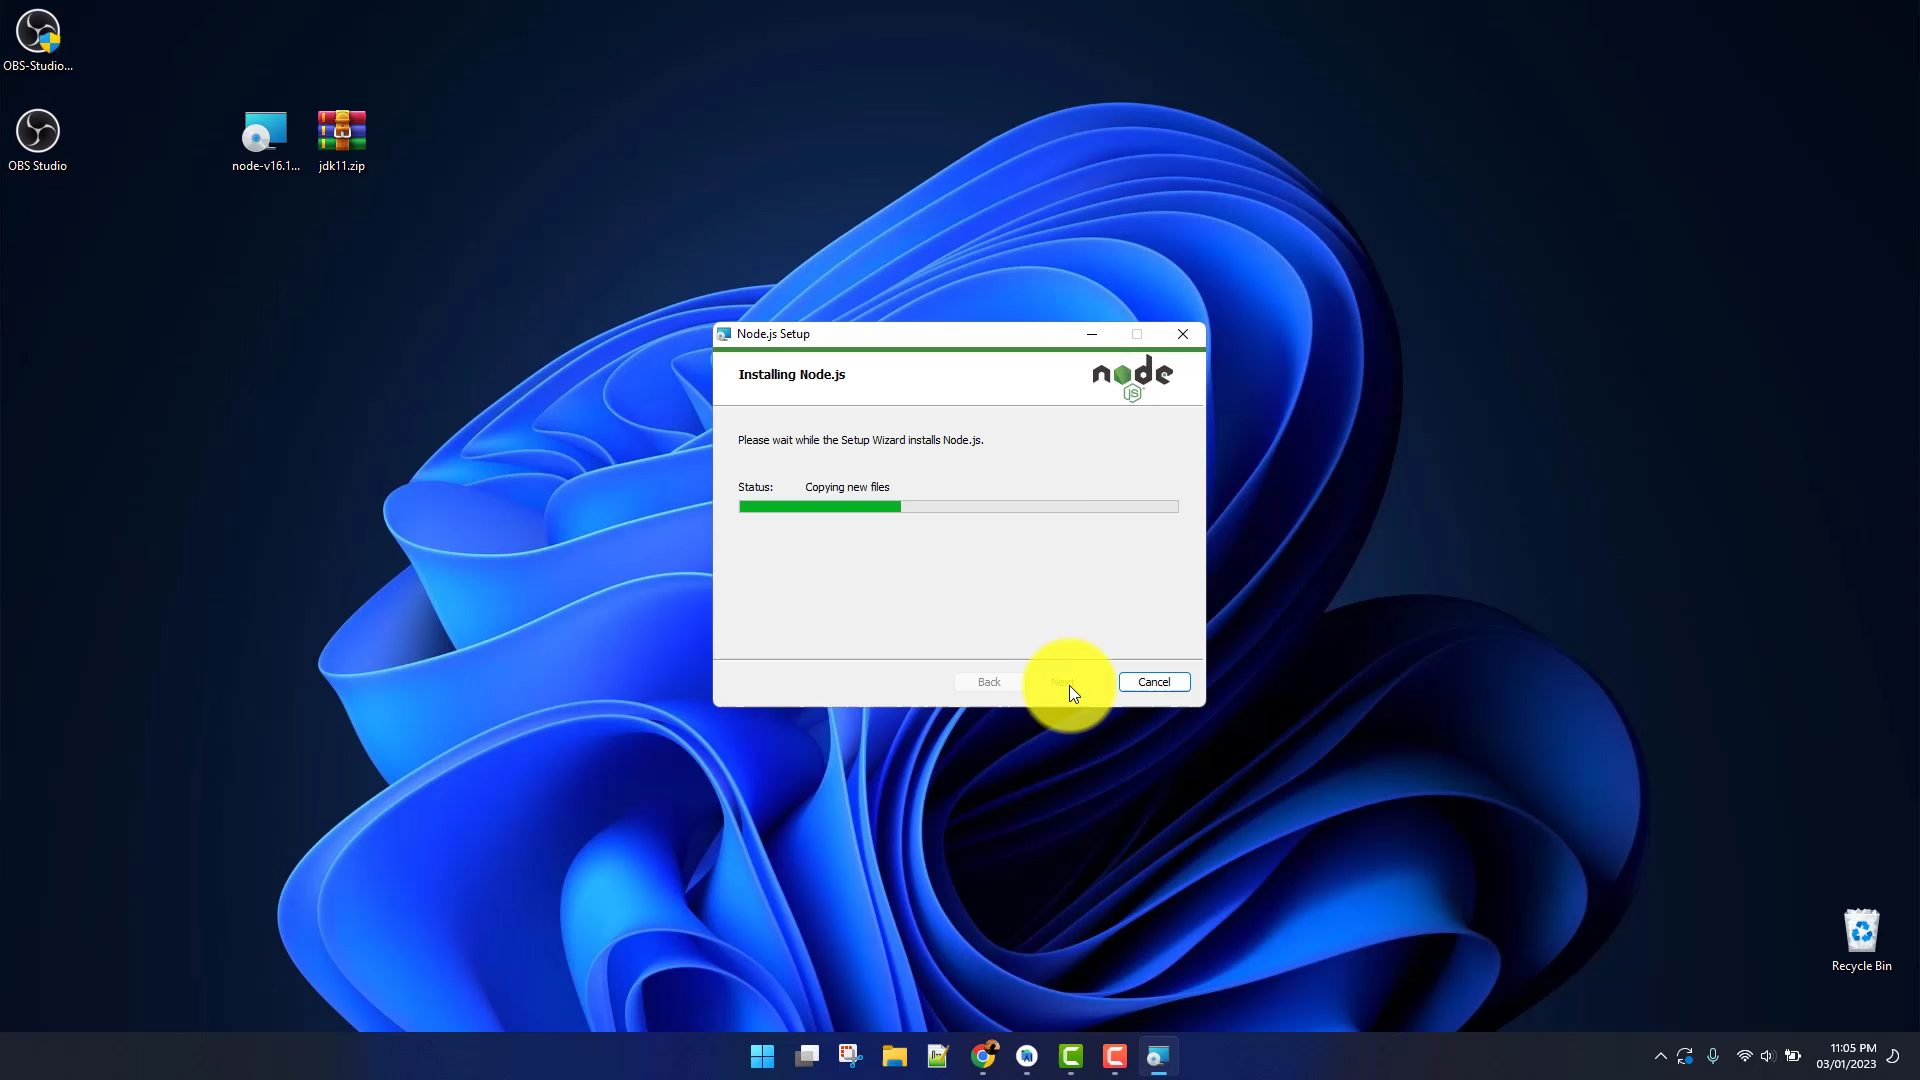 OBS-Studio...
OBS Studio
node-v16.1...
jdk11.zip
Node.js Setup
Installing Node.js
node
JS
Please wait while the Setup Wizard installs Node.js.
Status: Copying new files
Back Next Cancel
Recycle Bin
11:05 PM
03/01/2023